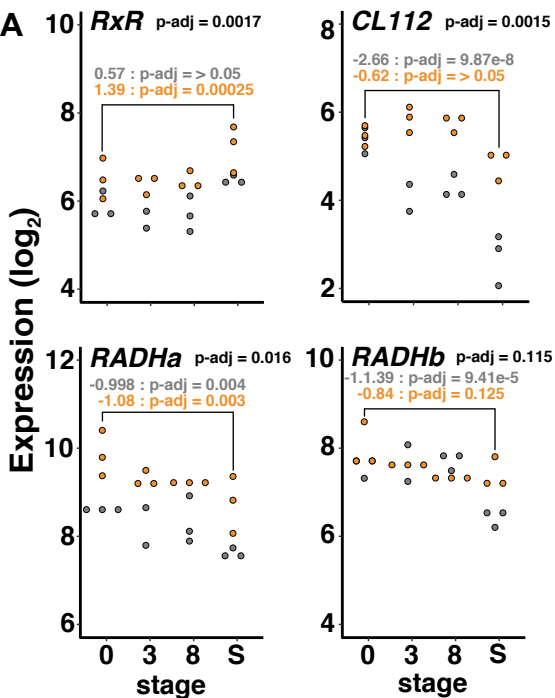 A
RxR p-adj = 0.0017
0.57 : p-adj = > 0.05
1.39 : p-adj = 0.00025
10
8
6
4
CL112 p-adj = 0.0015
-2.66 : p-adj = 9.87e-8
-0.62 : p-adj = > 0.05
8
6
4
2
Expression (log2)
RADHa p-adj = 0.016
-0.998 : p-adj = 0.004
-1.08 : p-adj = 0.003
12
10
8
6
0 3 8 S
stage
RADHb p-adj = 0.115
-1.1.39 : p-adj = 9.41e-5
-0.84 : p-adj = 0.125
10
8
6
4
0 3 8 S
stage